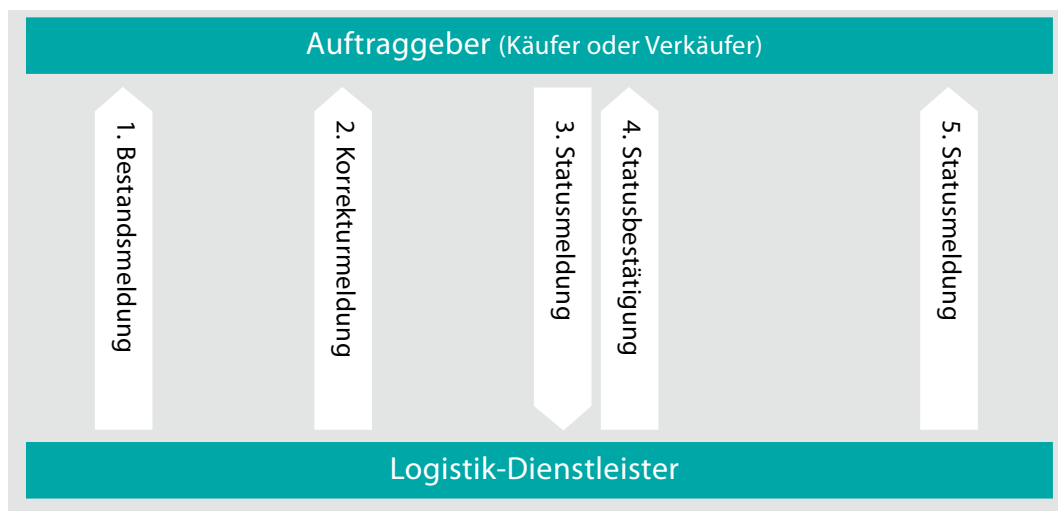 Auftraggeber (Käufer oder Verkäufer)
1. Bestandsmeldung
2. Korrekturmeldung
3. Statusmeldung
4. Statusbestätigung
5. Statusmeldung
Logistik-Dienstleister